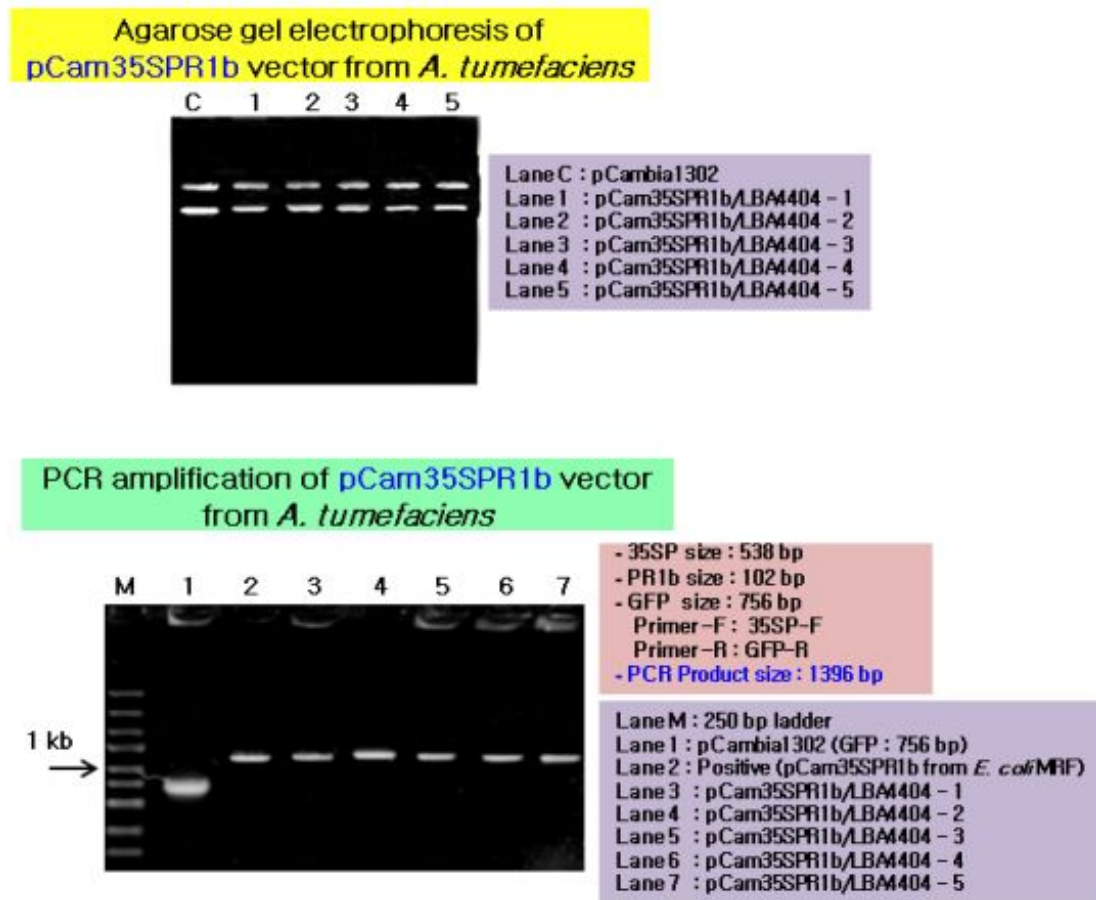 Agarose gel electrophoresis of
pCam35SPR1b vector from A. tumefaciens
C 1 2 3 4 5
Lane C : pCambia1302
Lane 1 : pCam35SPR1b/LBA4404 - 1
Lane 2 : pCam35SPR1b/LBA4404 - 2
Lane 3 : pCam35SPR1b/LBA4404 - 3
Lane 4 : pCam35SPR1b/LBA4404 - 4
Lane 5 : pCam35SPR1b/LBA4404 - 5
PCR amplification of pCam35SPR1b vector
from A. tumefaciens
M 1 2 3 4 5 6 7
1 kb
- 35SP size : 538 bp
- PR1b size : 102 bp
- GFP size : 756 bp
Primer-F : 35SP-F
Primer-R : GFP-R
- PCR Product size : 1396 bp
Lane M : 250 bp ladder
Lane 1 : pCambia1302 (GFP : 756 bp)
Lane 2 : Positive (pCam35SPR1b from E. coli MRF)
Lane 3 : pCam35SPR1b/LBA4404 - 1
Lane 4 : pCam35SPR1b/LBA4404 - 2
Lane 5 : pCam35SPR1b/LBA4404 - 3
Lane 6 : pCam35SPR1b/LBA4404 - 4
Lane 7 : pCam35SPR1b/LBA4404 - 5